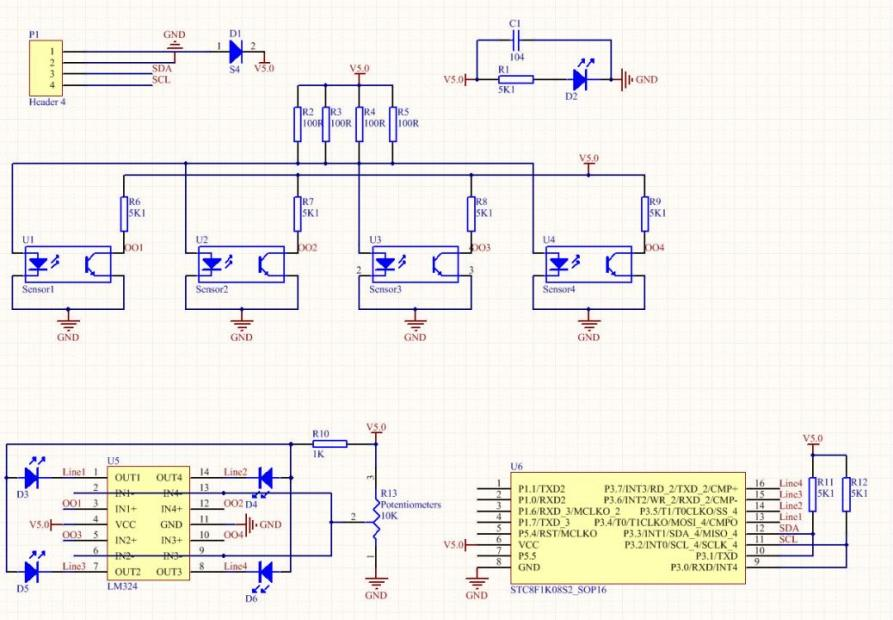 P1
1
2
3
4
Header 4
GND
SDA
SCL
D1
1
2
S4
V5.0
C1
104
V5.0
R1
5K1
D2
GND
V5.0
R2
100R
R3
100R
R4
100R
R5
100R
V5.0
R6
5K1
R7
5K1
R8
5K1
R9
5K1
U1
OO1
Sensor1
GND
U2
OO2
Sensor2
GND
U3
OO3
2
3
Sensor3
GND
U4
OO4
Sensor4
GND
V5.0
R10
1K
U5
D3
Line1 1 OUT1 OUT4 14 Line2
D4
2 IN1- IN4- 13
OO1 3 IN1+ IN4+ 12 OO2
V5.0 4 VCC GND 11 GND
OO3 5 IN2+ IN3+ 10 OO4
6 IN2- IN3- 9
Line3 7 OUT2 OUT3 8 Line4
D5
D6
LM324
3
R13
Potentiometers
10K
2
1
GND
U6
1 P1.1/TXD2 P3.7/INT3/RD_2/TXD_2/CMP+ 16 Line4
2 P1.0/RXD2 P3.6/INT2/WR_2/RXD_2/CMP- 15 Line3
3 P1.6/RXD_3/MCLKO_2 P3.5/T1/T0CLKO/SS_4 14 Line2
4 P1.7/TXD_3 P3.4/T0/T1CLKO/MOSI_4/CMPO 13 Line1
5 P5.4/RST/MCLKO P3.3/INT1/SDA_4/MISO_4 12 SDA
V5.0 6 VCC P3.2/INT0/SCL_4/SCLK_4 11 SCL
7 P5.5 P3.1/TXD 10
8 GND P3.0/RXD/INT4 9
GND
STC8F1K08S2_SOP16
V5.0
R11
5K1
R12
5K1